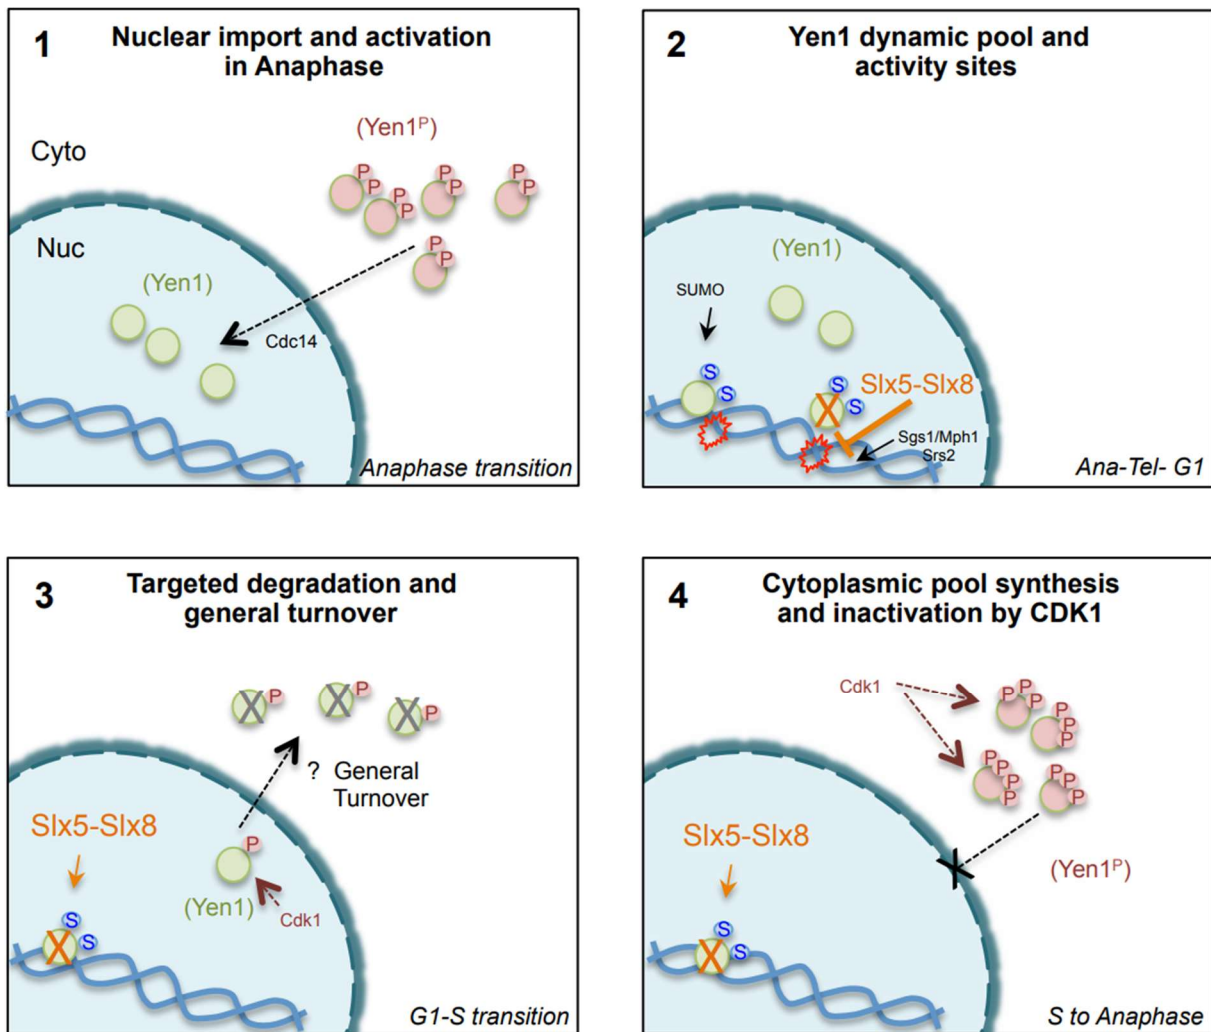 1
Nuclear import and activation
in Anaphase
(Yen1ᴾ)
Cyto
P
P
P
P
P
P
P
P
P
P
Nuc
(Yen1)
Cdc14
Anaphase transition
2
Yen1 dynamic pool and
activity sites
(Yen1)
SUMO
S
S
S
S
X
Slx5-Slx8
Sgs1/Mph1
Srs2
Ana-Tel- G1
3
Targeted degradation and
general turnover
X P
X P
X P
? General
Turnover
Slx5-Slx8
P
(Yen1)
Cdk1
S
S
X
G1-S transition
4
Cytoplasmic pool synthesis
and inactivation by CDK1
Cdk1
P
P
P
P
P
P
P
P
P
P
P
P
P
Slx5-Slx8
(Yen1ᴾ)
S
S
X
S to Anaphase